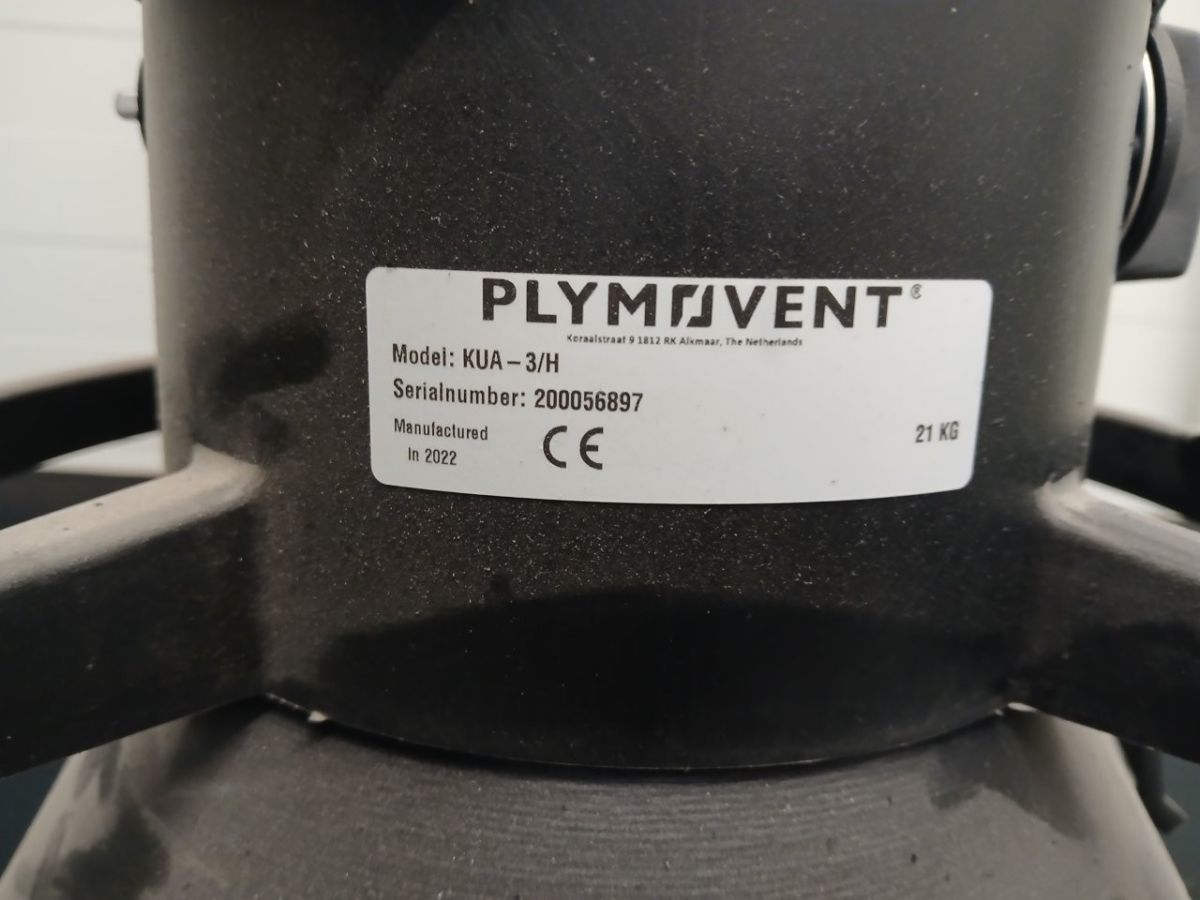 PLYMOVENT®
Koraalstraat 9 1812 RK Alkmaar, The Netherlands
Model: KUA – 3/H
Serialnumber: 200056897
Manufactured
In 2022
CE
21 KG